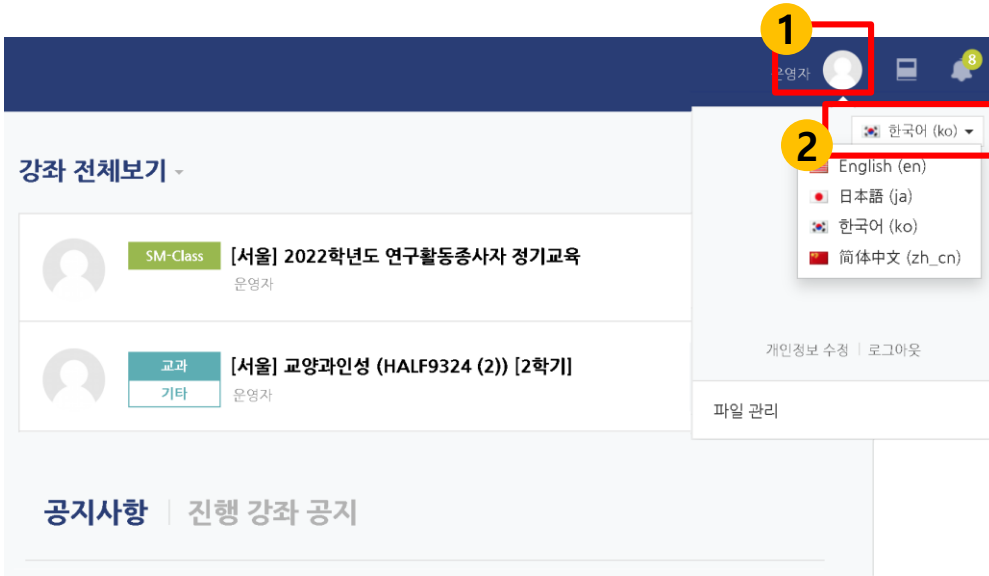 1
운영자
8
2
한국어 (ko)
English (en)
日本語 (ja)
한국어 (ko)
简体中文 (zh_cn)
개인정보 수정
로그아웃
파일 관리
강좌 전체보기
SM-Class
[서울] 2022학년도 연구활동종사자 정기교육
운영자
교과
기타
[서울] 교양과인성 (HALF9324 (2)) [2학기]
운영자
공지사항
진행 강좌 공지